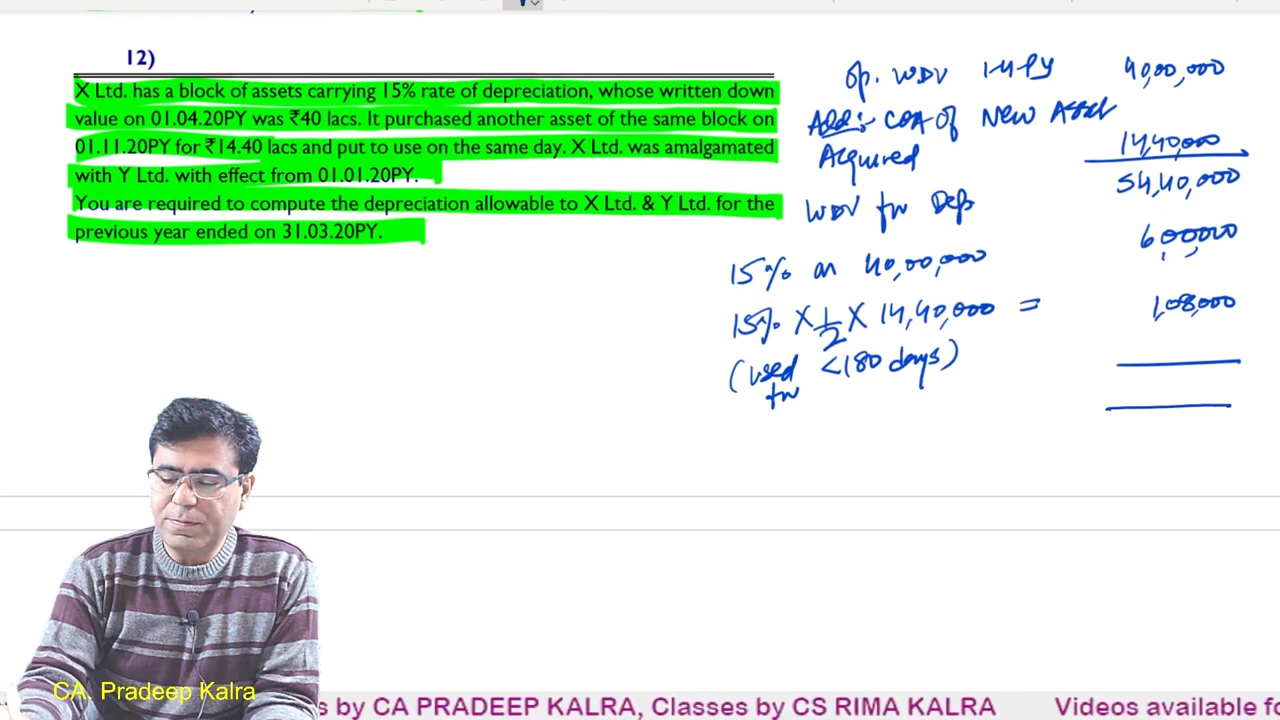 12)
X Ltd. has a block of assets carrying 15% rate of depreciation, whose written down
value on 01.04.20PY was ₹40 lacs. It purchased another asset of the same block on
01.11.20PY for ₹14.40 lacs and put to use on the same day. X Ltd. was amalgamated
with Y Ltd. with effect from 01.01.20PY.
You are required to compute the depreciation allowable to X Ltd. & Y Ltd. for the
previous year ended on 31.03.20PY.
Op. WDV 1-4-PY 40,00,000
Add:- Cost of New Asset
Acquired 14,40,000
54,40,000
WDV for Dep
15% on 40,00,000 6,00,000
15% X 1/2 X 14,40,000 = 1,08,000
(used for <180 days)
CA. Pradeep Kalra
s by CA PRADEEP KALRA, Classes by CS RIMA KALRA Videos available fo